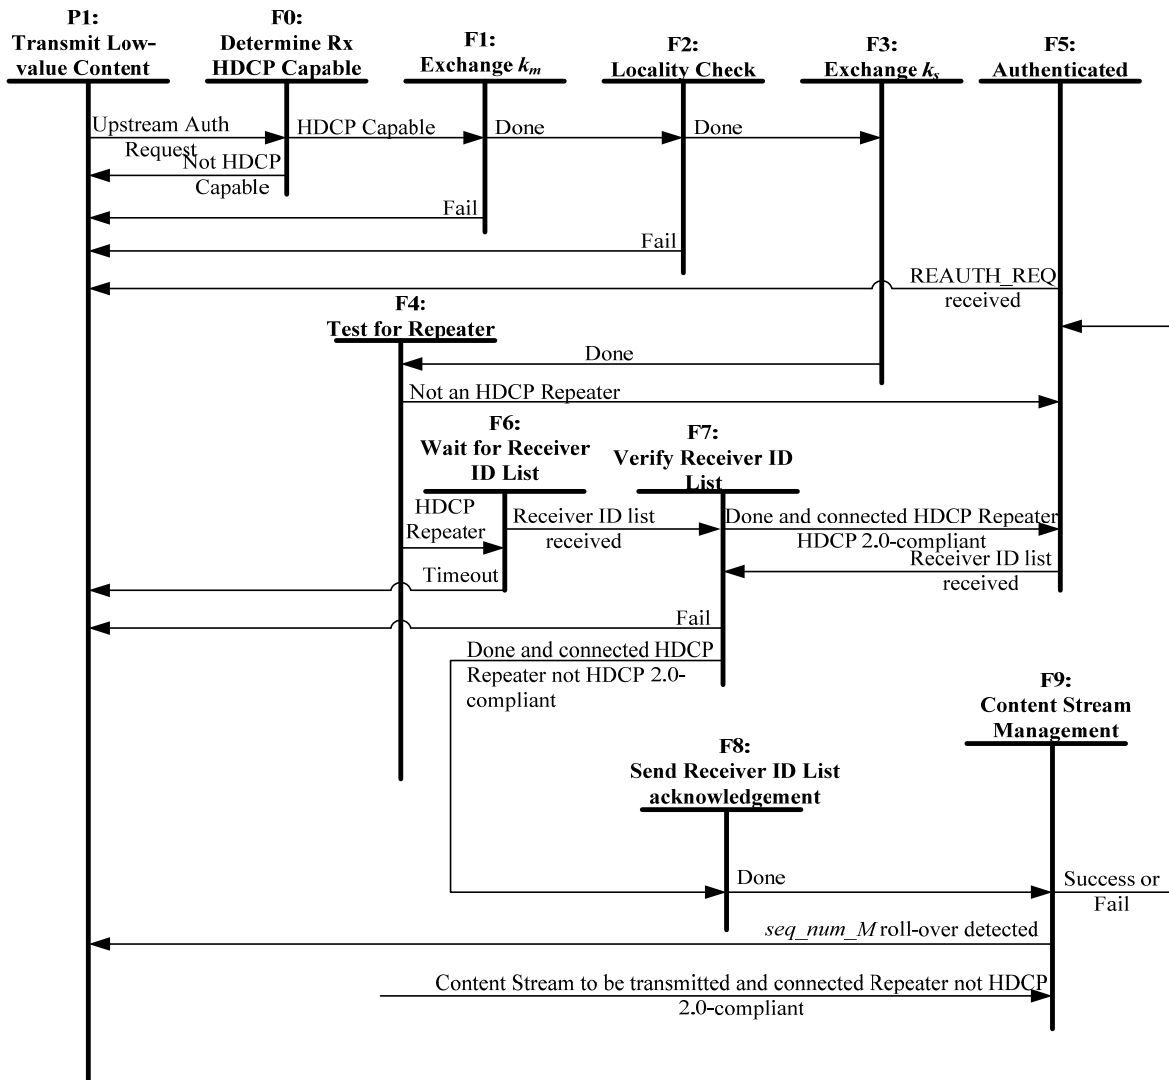 P1:
Transmit Low-
value Content
F0:
Determine Rx
HDCP Capable
F1:
Exchange km
F2:
Locality Check
F3:
Exchange ks
F5:
Authenticated
Upstream Auth
Request
HDCP Capable
Done
Done
Not HDCP
Capable
Fail
Fail
REAUTH_REQ
received
F4:
Test for Repeater
Done
Not an HDCP Repeater
F6:
Wait for Receiver
ID List
F7:
Verify Receiver ID
List
HDCP
Repeater
Receiver ID list
received
Done and connected HDCP Repeater
HDCP 2.0-compliant
Receiver ID list
received
Timeout
Fail
Done and connected HDCP
Repeater not HDCP 2.0-
compliant
F9:
Content Stream
Management
F8:
Send Receiver ID List
acknowledgement
Done
Success or
Fail
seq_num_M roll-over detected
Content Stream to be transmitted and connected Repeater not HDCP
2.0-compliant